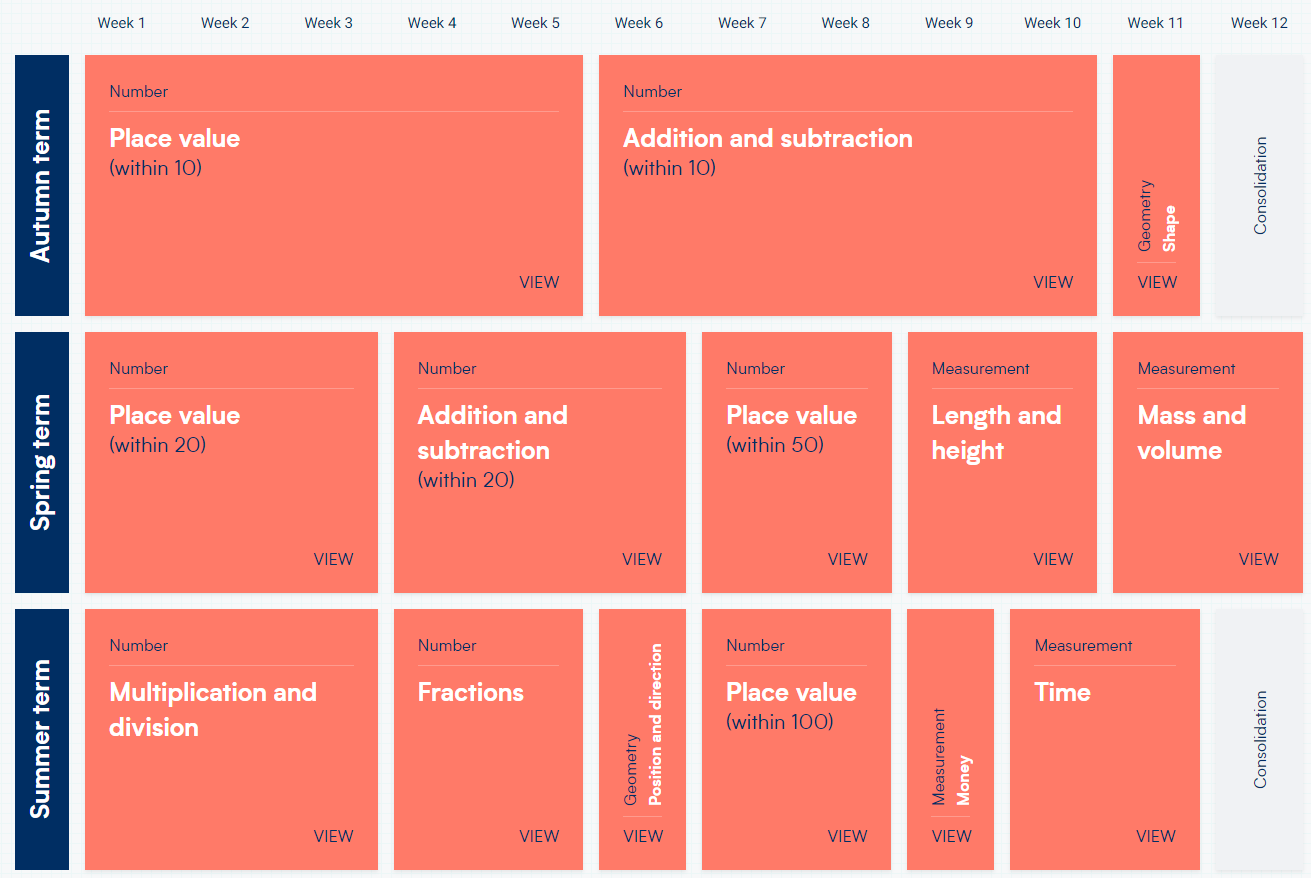 Week 1 Week 2 Week 3 Week 4 Week 5 Week 6 Week 7 Week 8 Week 9 Week 10 Week 11 Week 12
Autumn term
Number
Place value
(within 10)
VIEW
Number
Addition and subtraction
(within 10)
VIEW
Geometry
Shape
VIEW
Consolidation
Spring term
Number
Place value
(within 20)
VIEW
Number
Addition and
subtraction
(within 20)
VIEW
Number
Place value
(within 50)
VIEW
Measurement
Length and
height
VIEW
Measurement
Mass and
volume
VIEW
Summer term
Number
Multiplication and
division
VIEW
Number
Fractions
VIEW
Geometry
Position and direction
VIEW
Number
Place value
(within 100)
VIEW
Measurement
Money
VIEW
Measurement
Time
VIEW
Consolidation